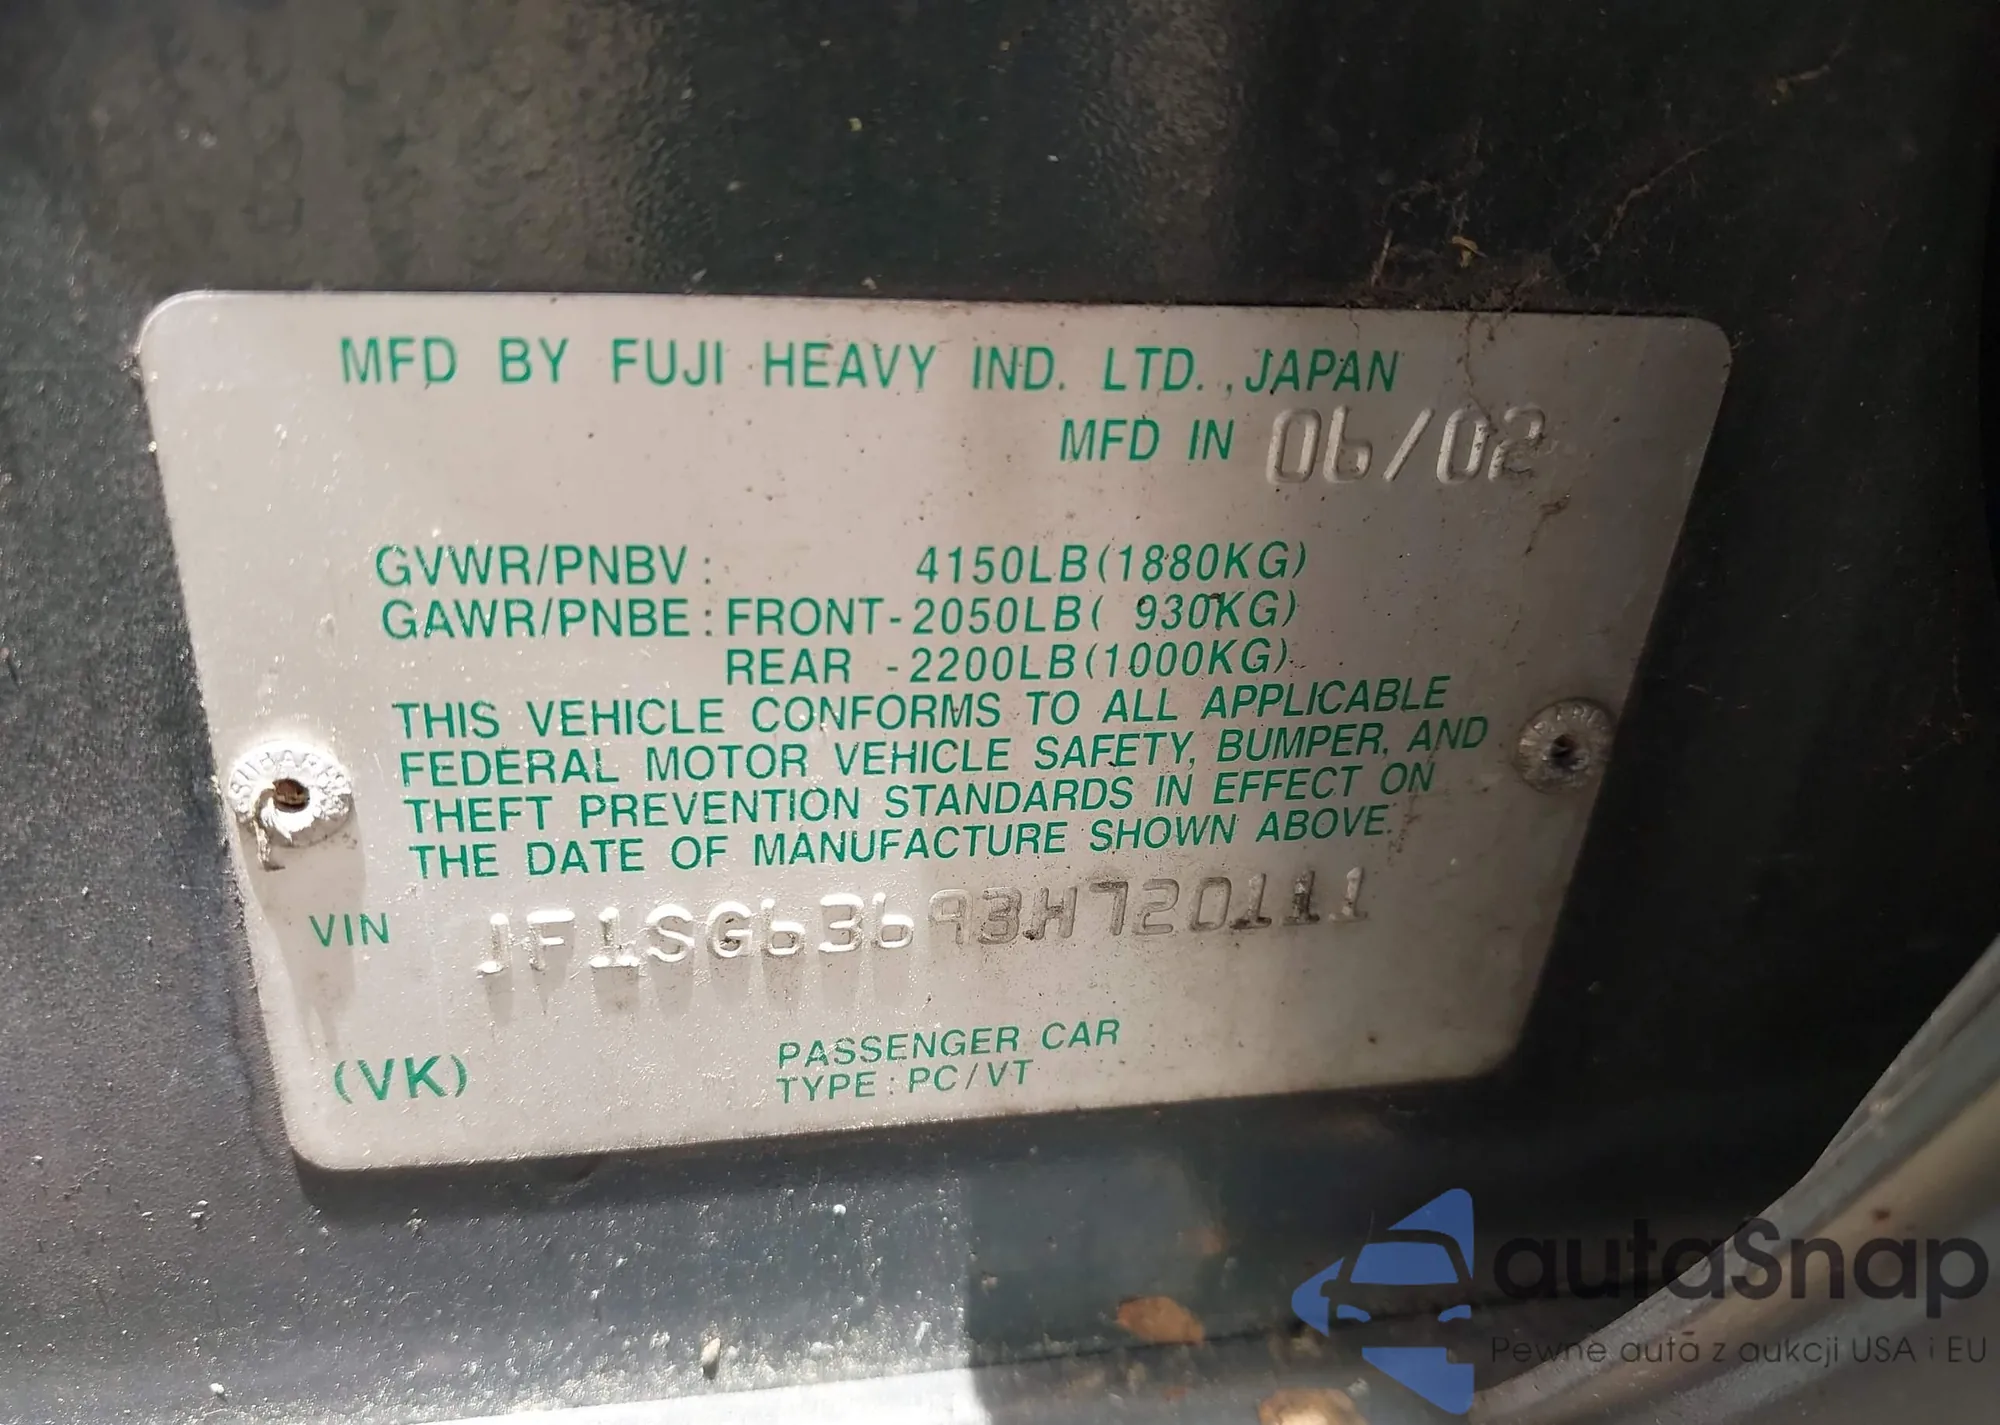 MFD BY FUJI HEAVY IND. LTD., JAPAN
MFD IN 06/02
GVWR/PNBV: 4150LB(1880KG)
GAWR/PNBE: FRONT-2050LB( 930KG)
REAR -2200LB(1000KG)
THIS VEHICLE CONFORMS TO ALL APPLICABLE
FEDERAL MOTOR VEHICLE SAFETY, BUMPER, AND
THEFT PREVENTION STANDARDS IN EFFECT ON
THE DATE OF MANUFACTURE SHOWN ABOVE.
VIN JF1SG63693H720111
(VK)
PASSENGER CAR
TYPE: PC/VT
autaSnap
Pewne auta z aukcji USA i EU